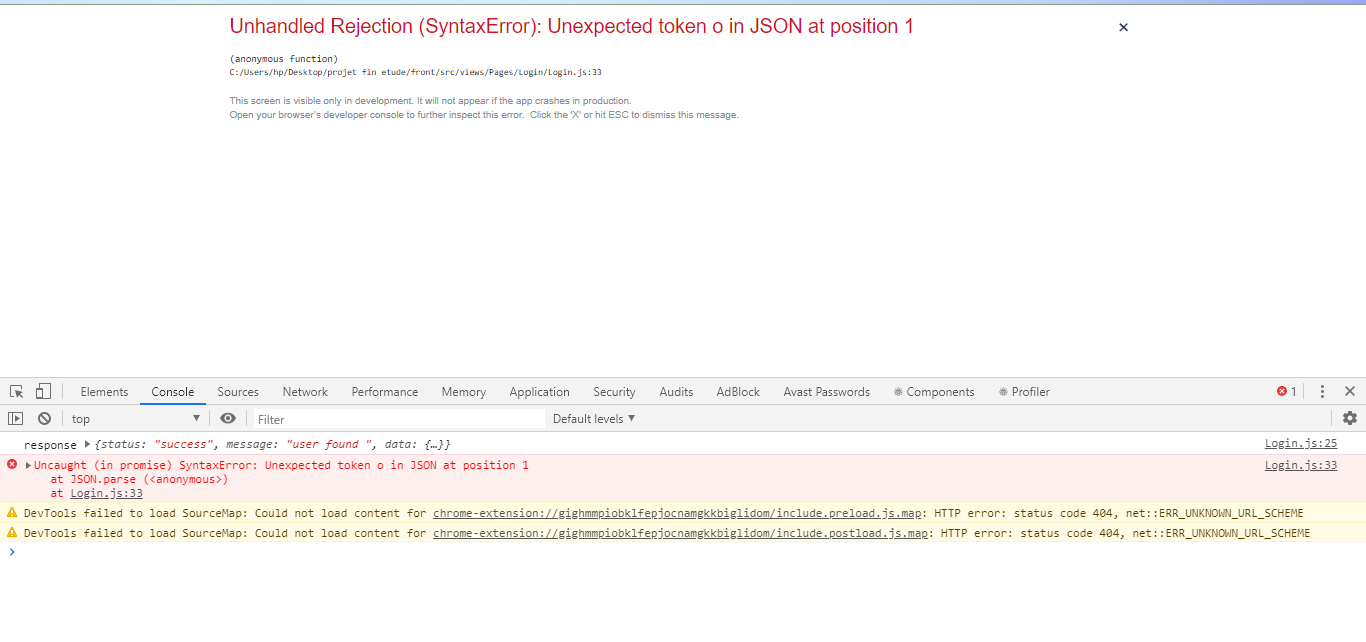 Unhandled Rejection (SyntaxError): Unexpected token o in JSON at position 1
×
(anonymous function)
C:/Users/hp/Desktop/projet fin etude/front/src/views/Pages/Login/Login.js:33
This screen is visible only in development. It will not appear if the app crashes in production.
Open your browser's developer console to further inspect this error.  Click the 'X' or hit ESC to dismiss this message.
Elements Console Sources Network Performance Memory Application Security Audits AdBlock Avast Passwords Components Profiler 1
top Filter Default levels
response {status: "success", message: "user found ", data: {…}} Login.js:25
Uncaught (in promise) SyntaxError: Unexpected token o in JSON at position 1 Login.js:33
at JSON.parse (<anonymous>)
at Login.js:33
DevTools failed to load SourceMap: Could not load content for chrome-extension://gighmmpiobklfepjocnamgkkbiglidom/include.preload.js.map: HTTP error: status code 404, net::ERR_UNKNOWN_URL_SCHEME
DevTools failed to load SourceMap: Could not load content for chrome-extension://gighmmpiobklfepjocnamgkkbiglidom/include.postload.js.map: HTTP error: status code 404, net::ERR_UNKNOWN_URL_SCHEME